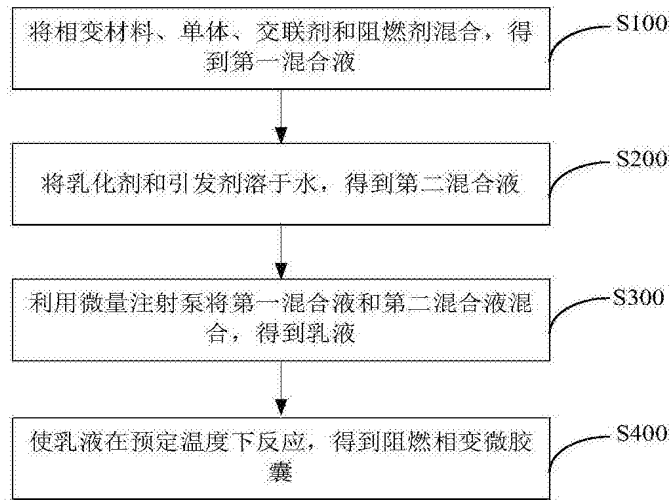 将相变材料、单体、交联剂和阻燃剂混合，得
到第一混合液
S100
将乳化剂和引发剂溶于水，得到第二混合液
S200
利用微量注射泵将第一混合液和第二混合液混
合，得到乳液
S300
使乳液在预定温度下反应，得到阻燃相变微胶
囊
S400